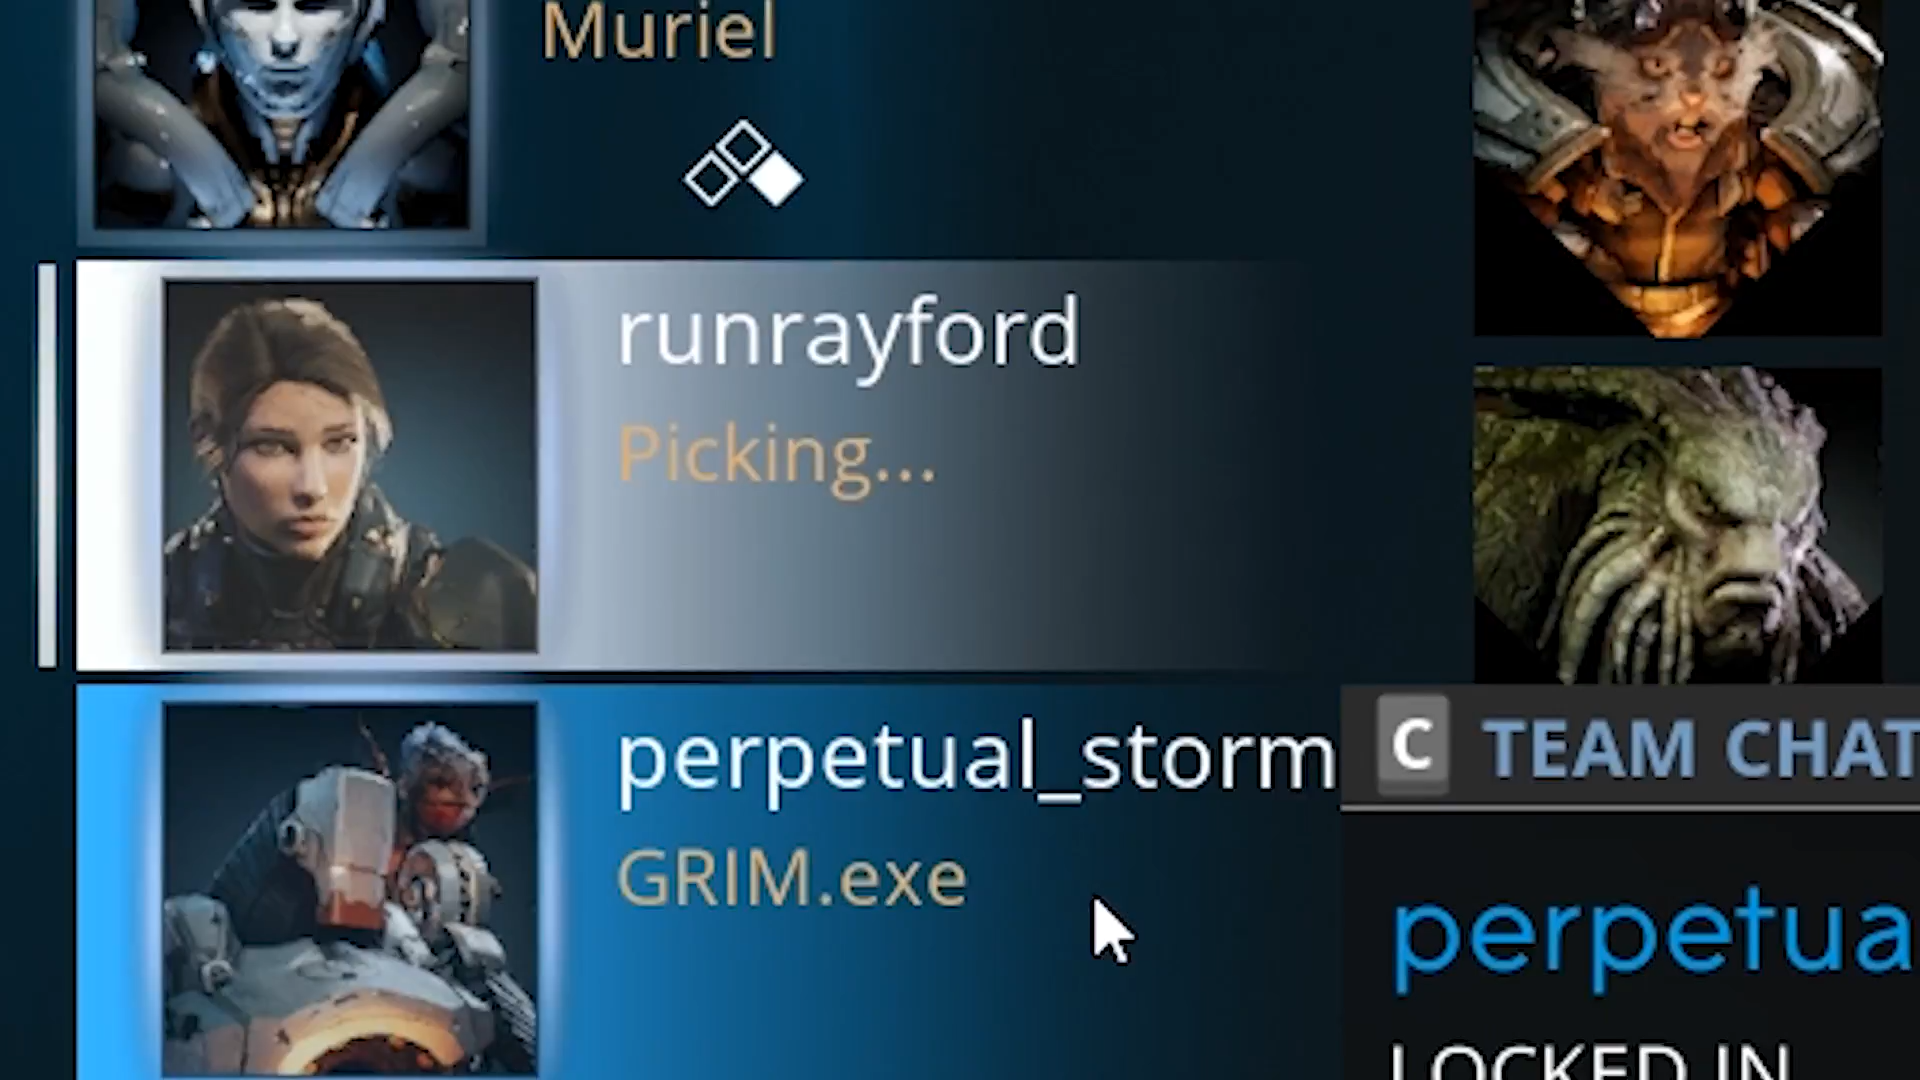 Muriel
runrayford
Picking...
perpetual_storm
GRIM.exe
C TEAM CHAT
perpetua
LOCKED IN